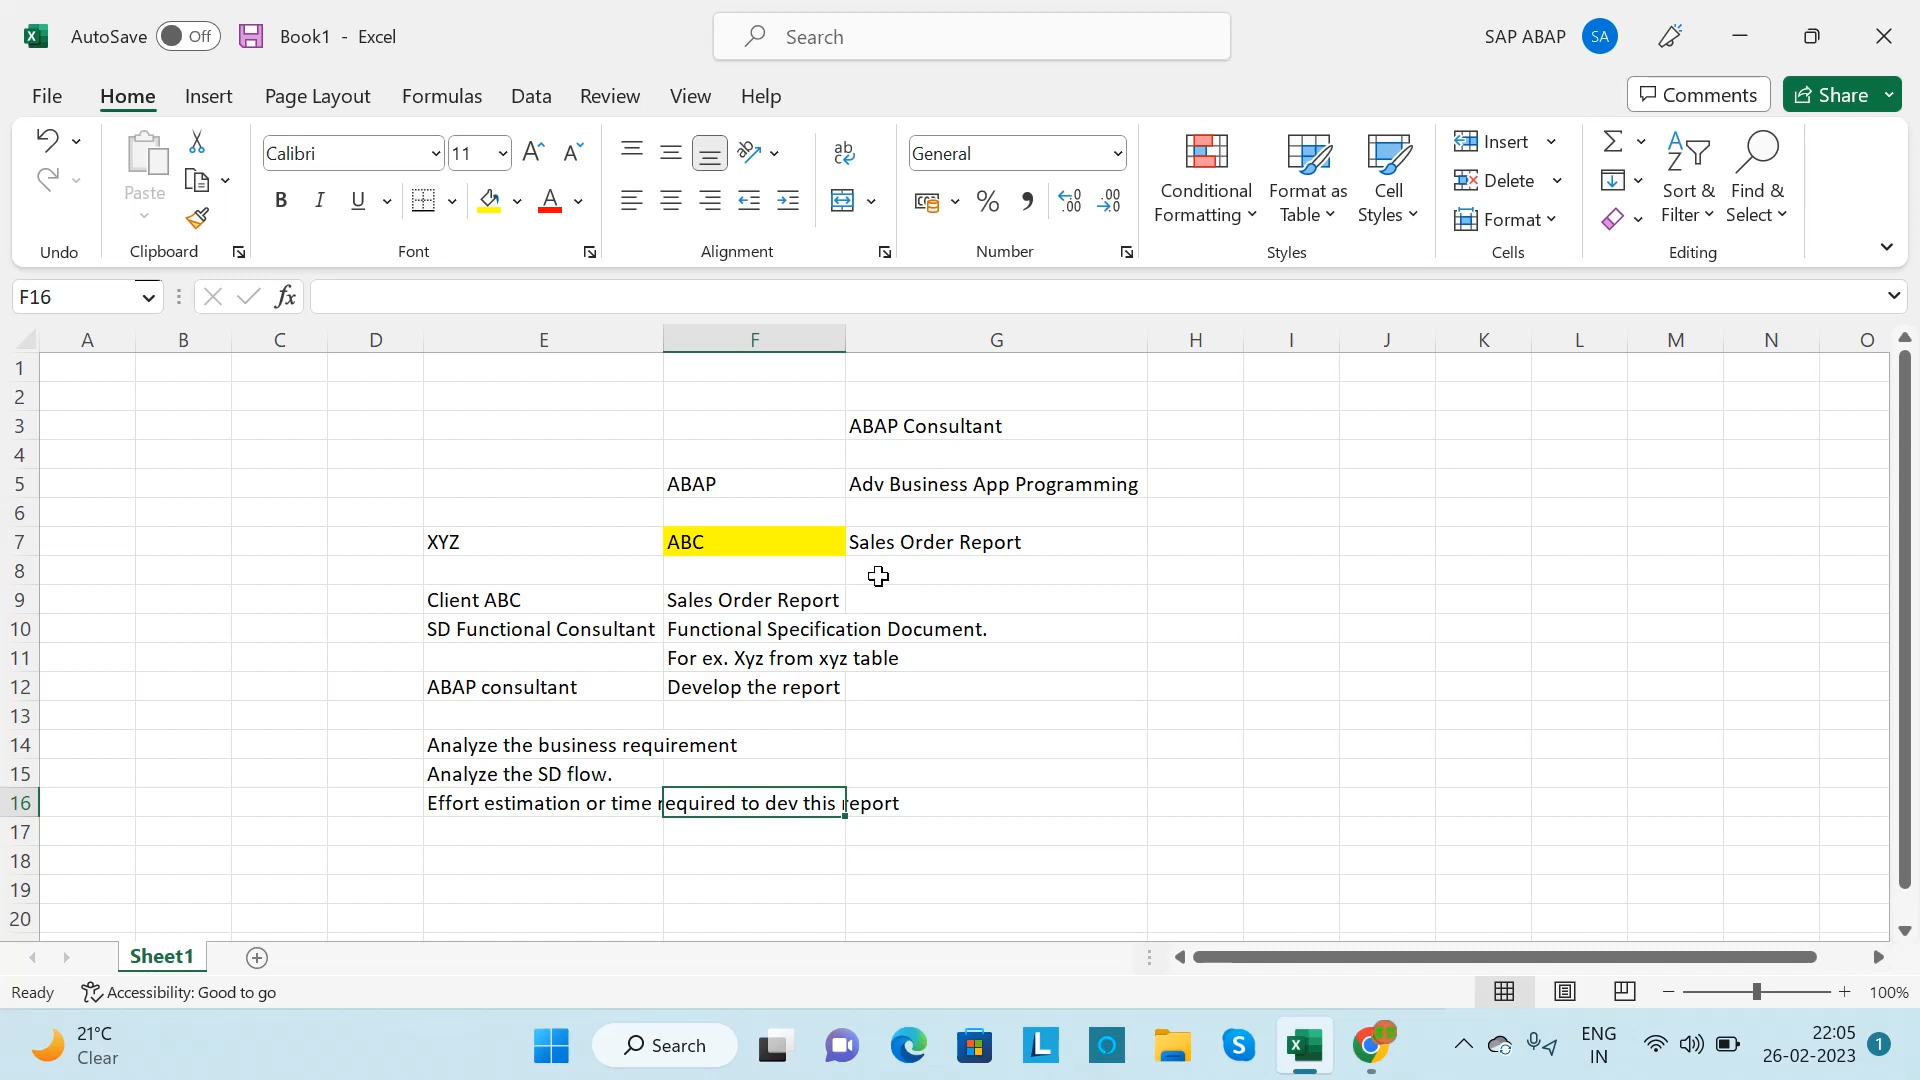 AutoSave Off Book1 - Excel Search SAP ABAP SA
File Home Insert Page Layout Formulas Data Review View Help Comments Share
Calibri 11 General Insert
Paste Conditional Format as Cell Delete Sort & Find &
Formatting Table Styles Format Filter Select
Undo Clipboard Font Alignment Number Styles Cells Editing
F16 fx
A B C D E F G H I J K L M N O
1
2
3 ABAP Consultant
4
5 ABAP Adv Business App Programming
6
7 XYZ ABC Sales Order Report
8
9 Client ABC Sales Order Report
10 SD Functional Consultant Functional Specification Document.
11 For ex. Xyz from xyz table
12 ABAP consultant Develop the report
13
14 Analyze the business requirement
15 Analyze the SD flow.
16 Effort estimation or time required to dev this report
17
18
19
20
Sheet1
Ready Accessibility: Good to go 100%
21°C
Clear
Search
ENG
IN
22:05
26-02-2023
1